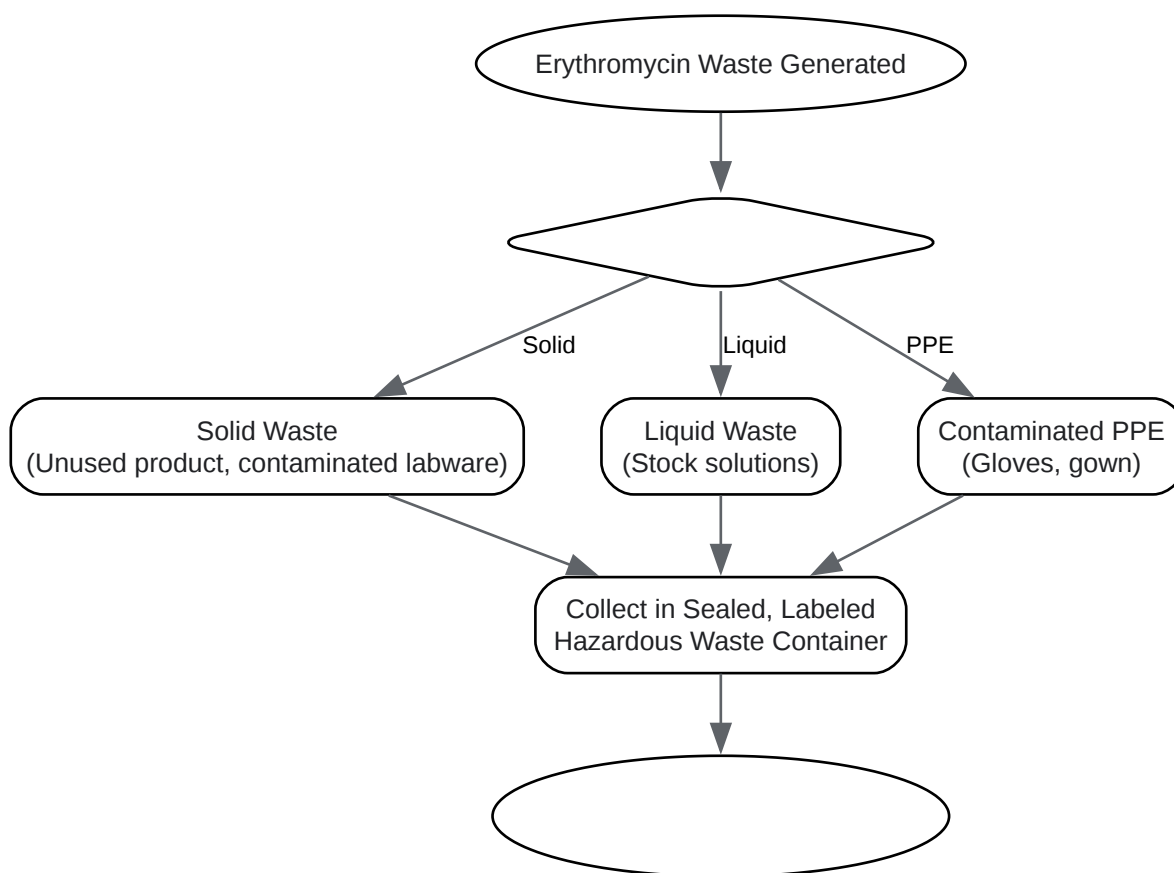 Erythromycin Waste Generated
Solid
Liquid
PPE
Solid Waste
(Unused product, contaminated labware)
Liquid Waste
(Stock solutions)
Contaminated PPE
(Gloves, gown)
Collect in Sealed, Labeled
Hazardous Waste Container